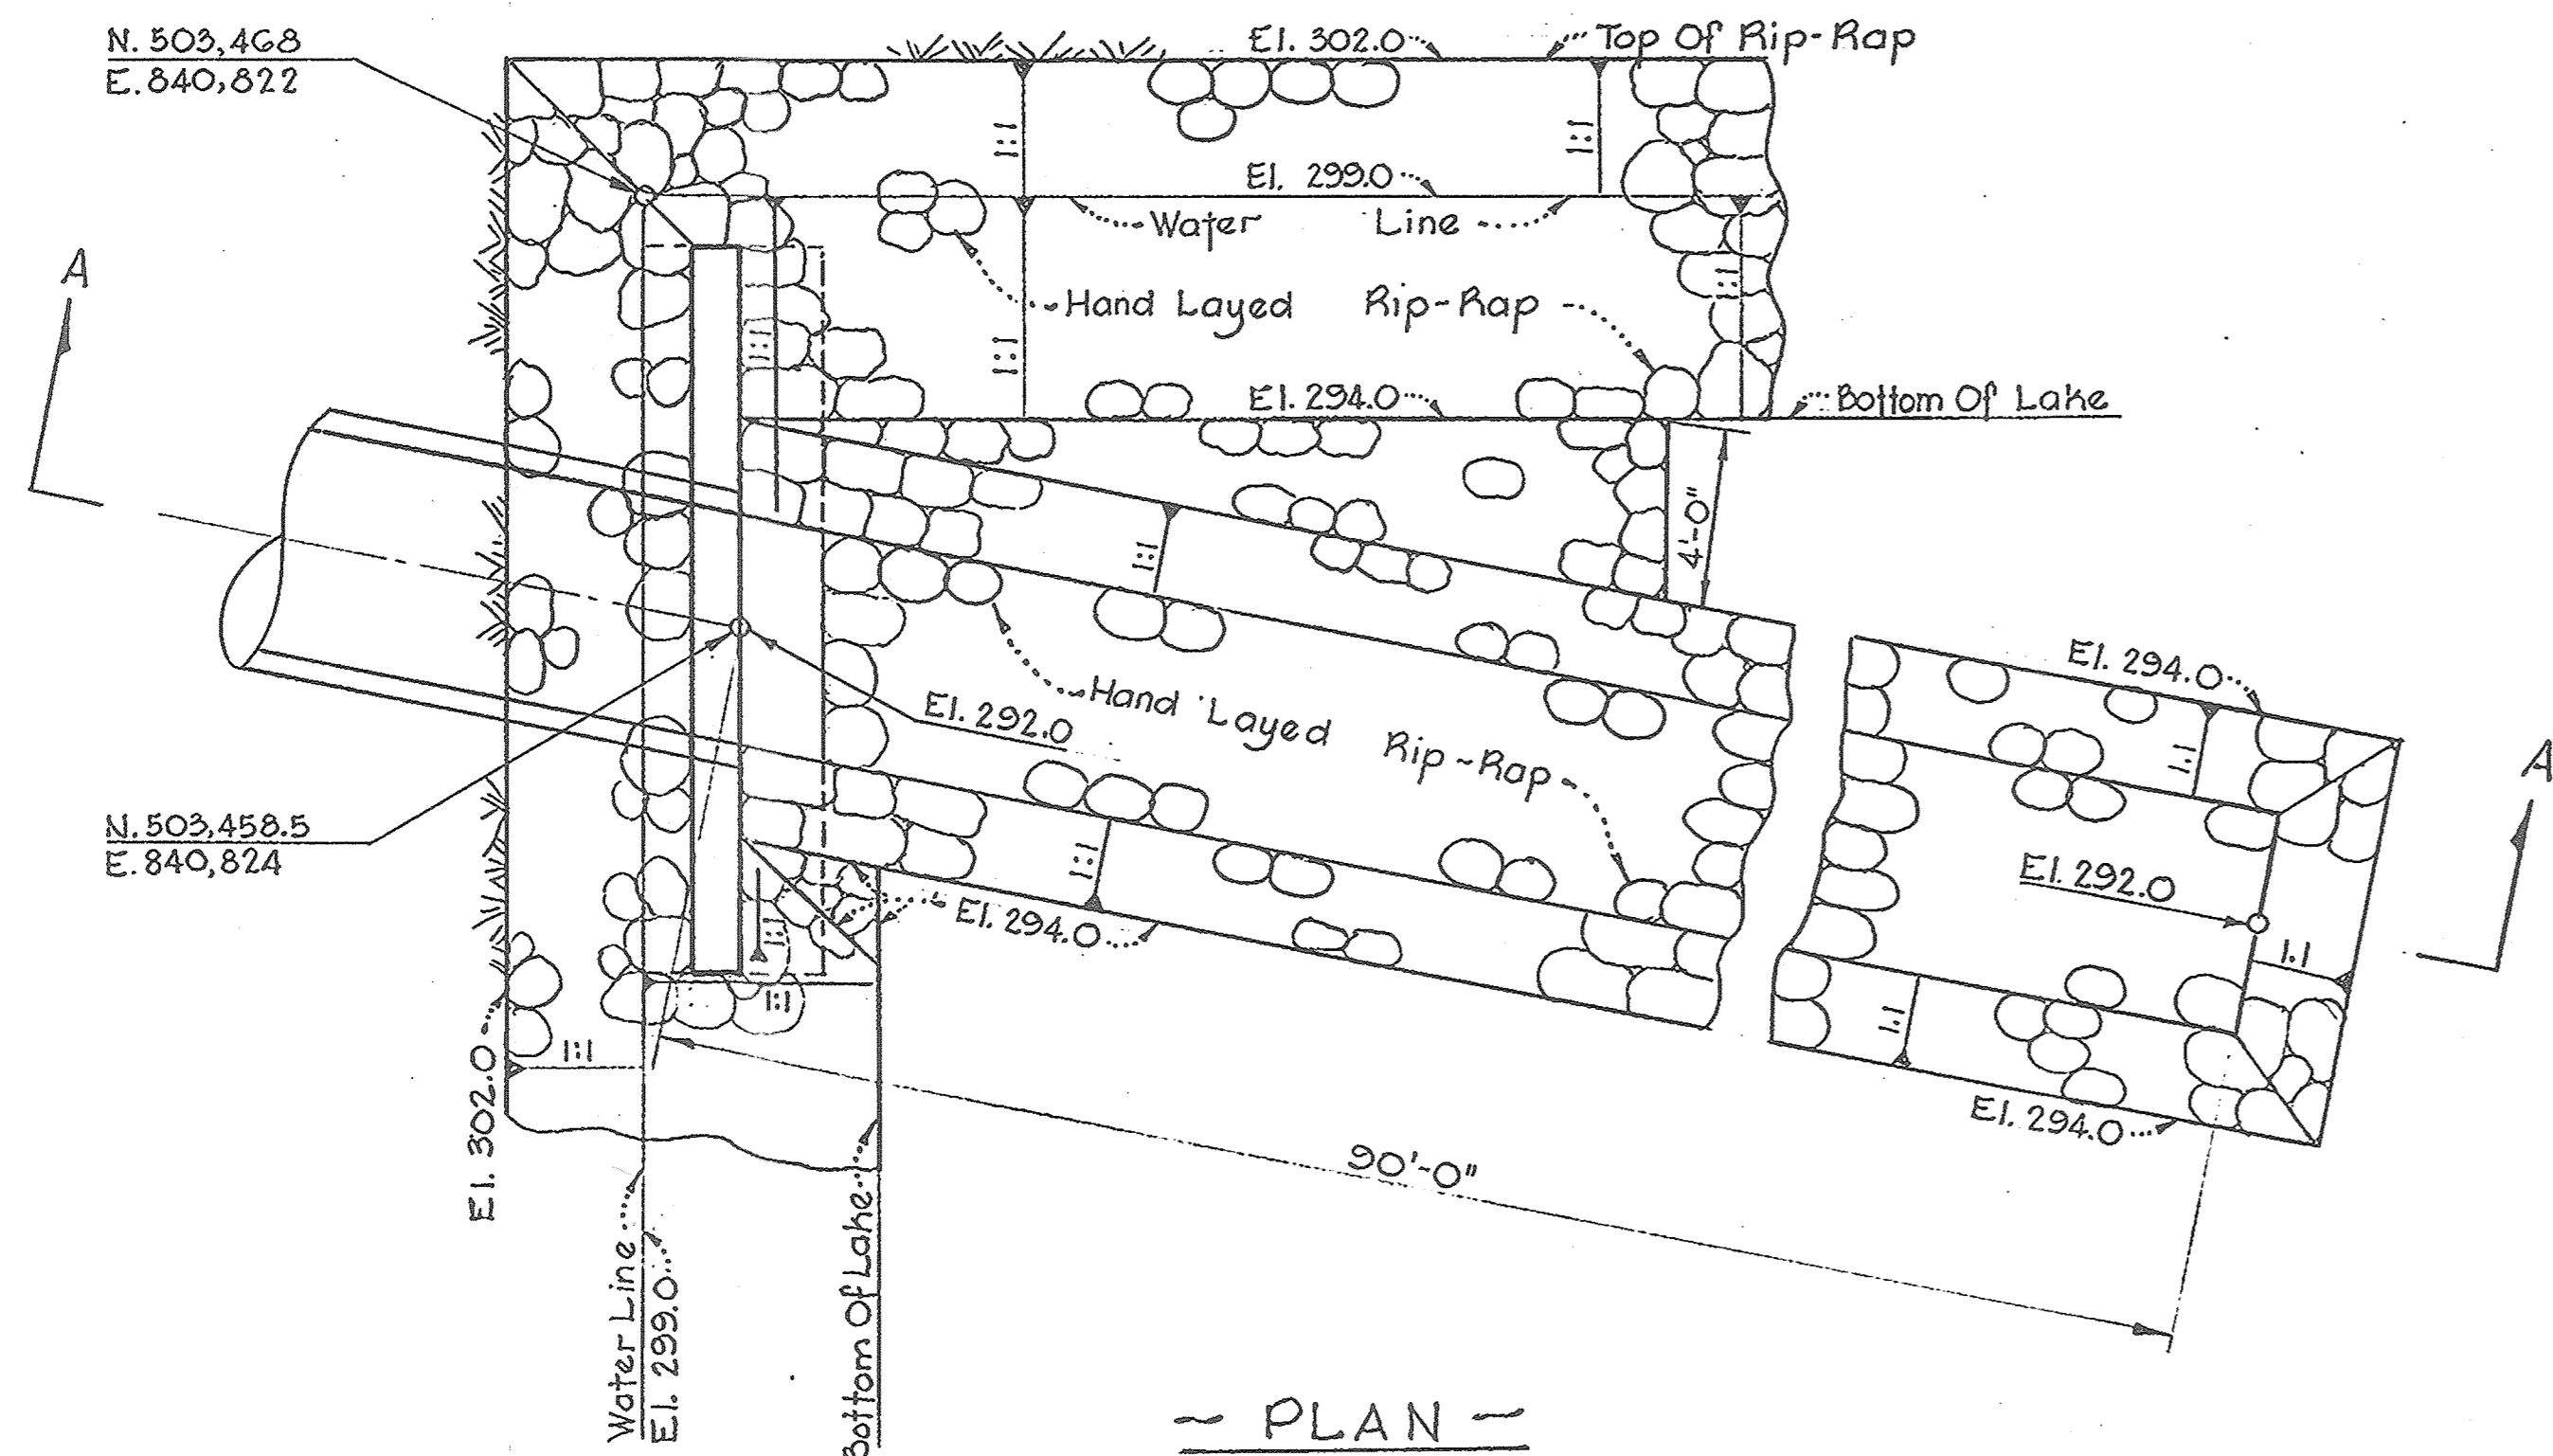 N. 503,468
E. 840,822
El. 302.0
Top Of Rip-Rap
1:1
1:1
El. 299.0
Water Line
A
1:1
Hand Layed Rip-Rap
1:1
1:1
El. 294.0
Bottom Of Lake
4'-0"
1:1
El. 294.0
Hand Layed Rip-Rap
El. 292.0
1:1
A
N. 503,458.5
E. 840,824
1:1
El. 292.0
El. 294.0
1:1
1:1
1:1
1:1
1:1
El. 294.0
El. 302.0
90'-0"
Water Line
El. 299.0
Bottom Of Lake
~ PLAN ~